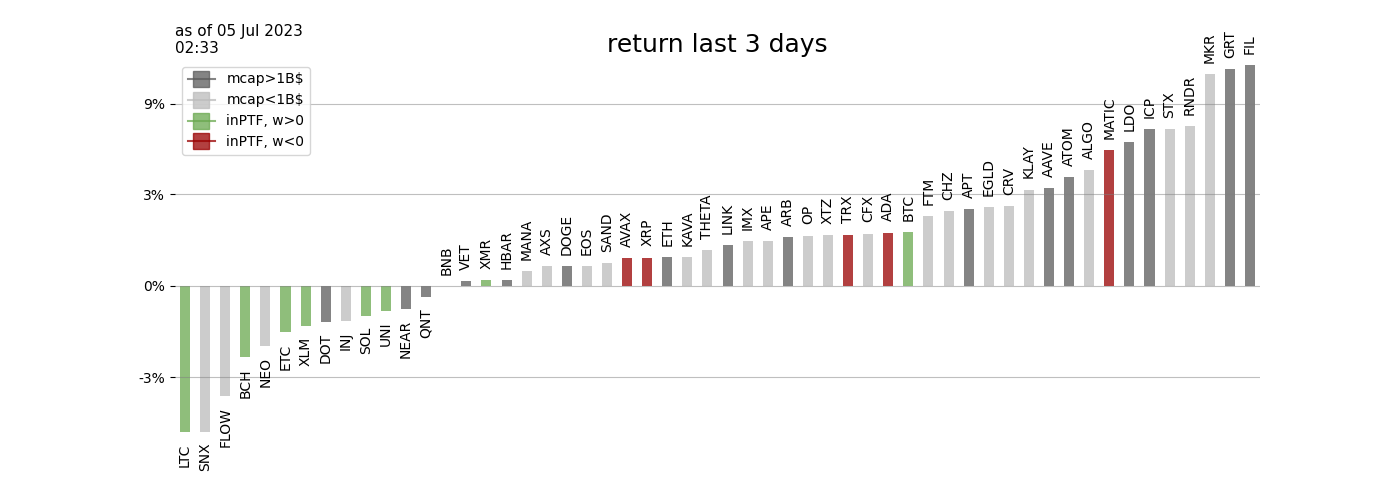 as of 05 Jul 2023
02:33
return last 3 days
mcap>1B$
mcap<1B$
inPTF, w>0
inPTF, w<0
9%
3%
0%
-3%
LTC
SNX
FLOW
BCH
NEO
ETC
XLM
DOT
INJ
SOL
UNI
NEAR
QNT
BNB
VET
XMR
HBAR
MANA
AXS
DOGE
EOS
SAND
AVAX
XRP
ETH
KAVA
THETA
LINK
IMX
APE
ARB
OP
XTZ
TRX
CFX
ADA
BTC
FTM
CHZ
APT
EGLD
CRV
KLAY
AAVE
ATOM
ALGO
MATIC
LDO
ICP
STX
RNDR
MKR
GRT
FIL